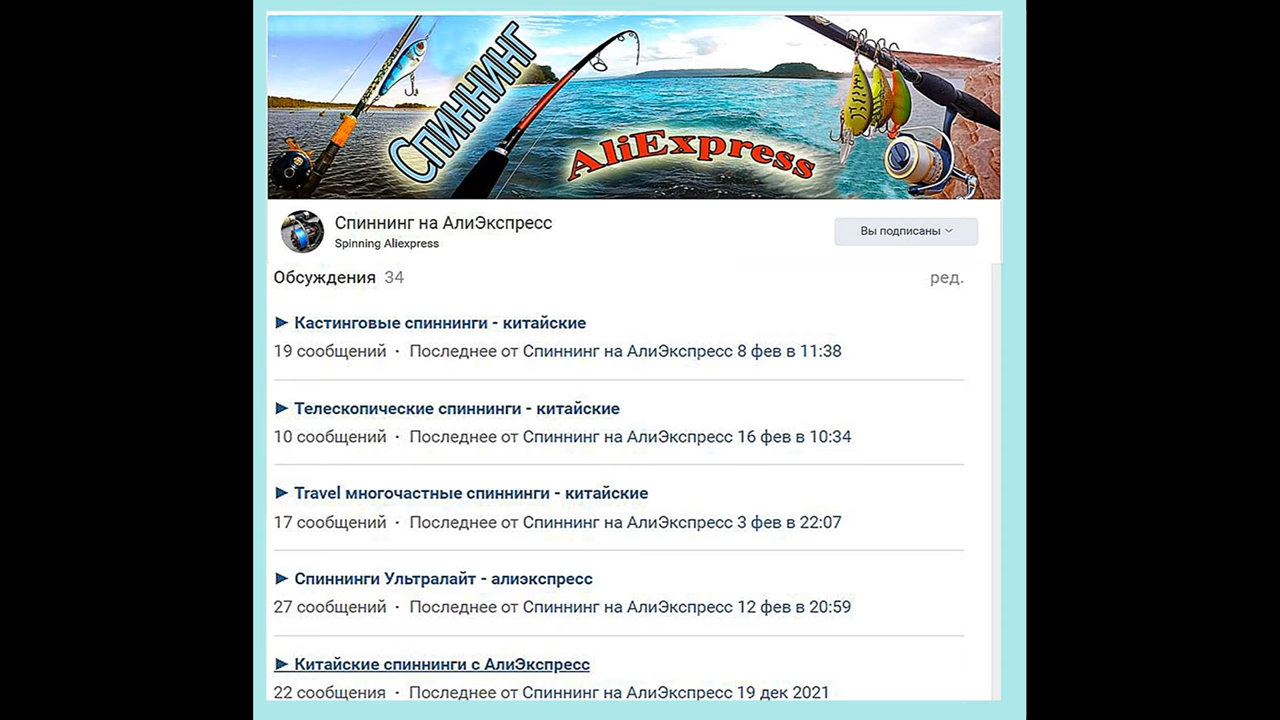 Спиннинг
AliExpress
Спиннинг на АлиЭкспресс
Spinning Aliexpress
Вы подписаны
Обсуждения 34
ред.
► Кастинговые спиннинги - китайские
19 сообщений · Последнее от Спиннинг на АлиЭкспресс 8 фев в 11:38
► Телескопические спиннинги - китайские
10 сообщений · Последнее от Спиннинг на АлиЭкспресс 16 фев в 10:34
► Travel многочастные спиннинги - китайские
17 сообщений · Последнее от Спиннинг на АлиЭкспресс 3 фев в 22:07
► Спиннинги Ультралайт - алиэкспресс
27 сообщений · Последнее от Спиннинг на АлиЭкспресс 12 фев в 20:59
► Китайские спиннинги с АлиЭкспресс
22 сообщения · Последнее от Спиннинг на АлиЭкспресс 19 дек 2021